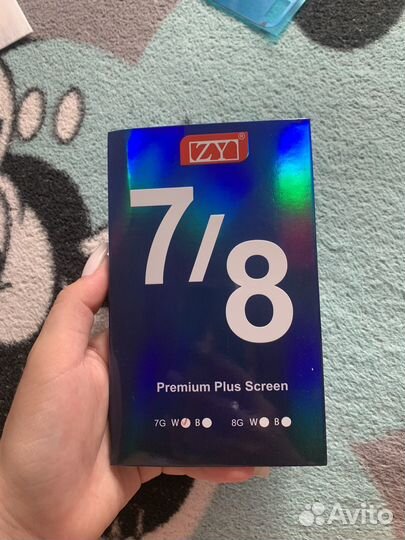 ZY®
7/8
Premium Plus Screen
7G W B 8G W B
Avito